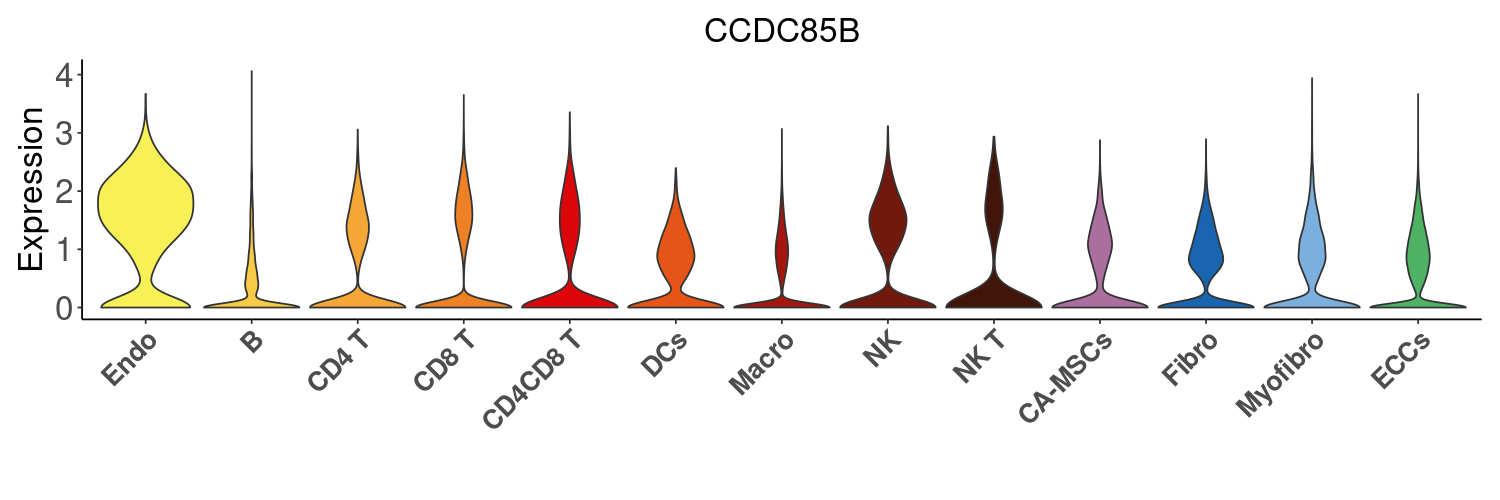 CCDC85B
Expression
4
3
2
1
0
Endo
B
CD4 T
CD8 T
CD4CD8 T
DCs
Macro
NK
NK T
CA-MSCs
Fibro
Myofibro
ECCs